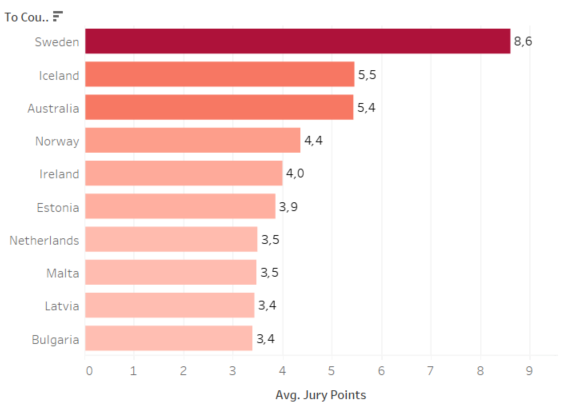 To Cou..
Sweden 8,6
Iceland 5,5
Australia 5,4
Norway 4,4
Ireland 4,0
Estonia 3,9
Netherlands 3,5
Malta 3,5
Latvia 3,4
Bulgaria 3,4
0 1 2 3 4 5 6 7 8 9
Avg. Jury Points